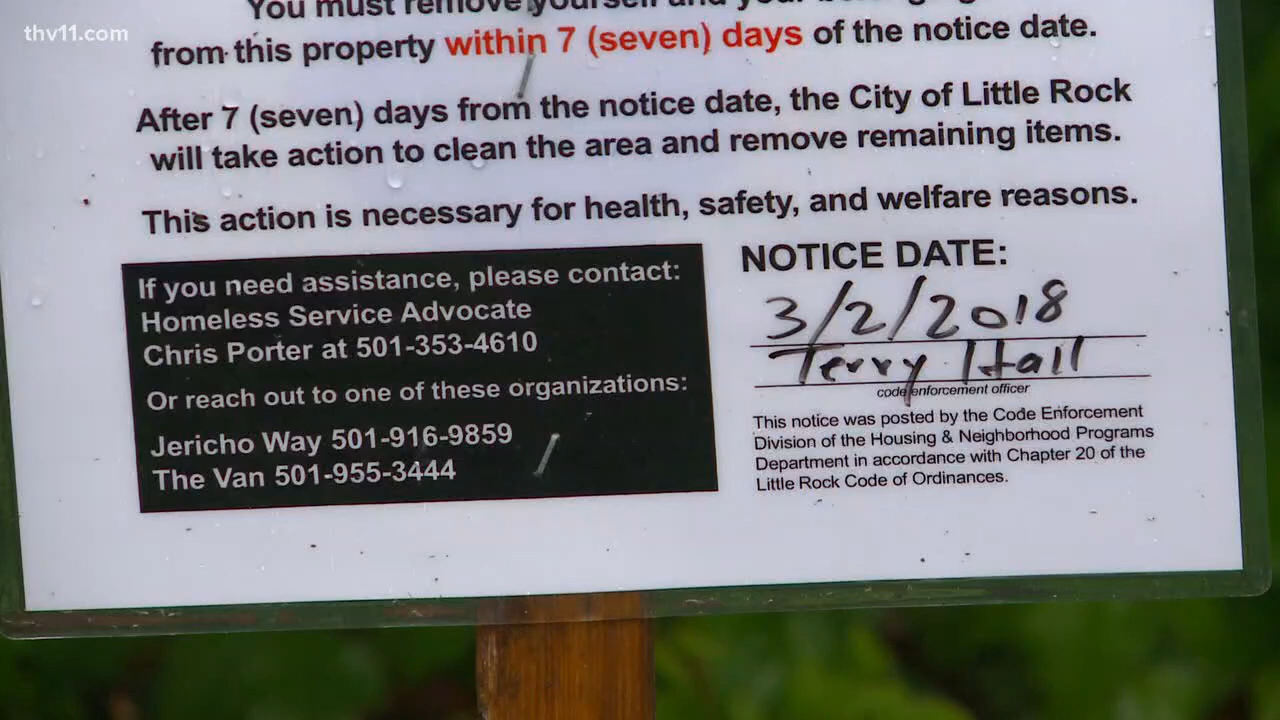 thv11.com
You must remove yourself and your
from this property within 7 (seven) days of the notice date.
After 7 (seven) days from the notice date, the City of Little Rock
will take action to clean the area and remove remaining items.
This action is necessary for health, safety, and welfare reasons.
If you need assistance, please contact:
Homeless Service Advocate
Chris Porter at 501-353-4610
Or reach out to one of these organizations:
Jericho Way 501-916-9859
The Van 501-955-3444
NOTICE DATE:
3/2/2018
Terry Hall
code enforcement officer
This notice was posted by the Code Enforcement
Division of the Housing & Neighborhood Programs
Department in accordance with Chapter 20 of the
Little Rock Code of Ordinances.